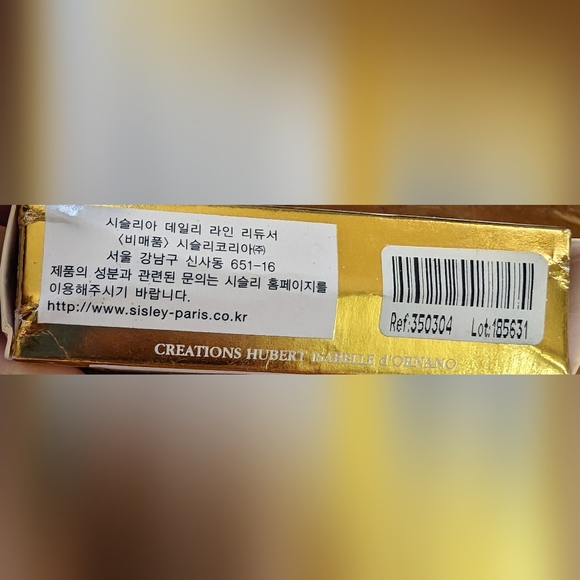 시슬리아 데일리 라인 리듀서
〈비매품〉 시슬리코리아㈜
서울 강남구 신사동 651-16
제품의 성분과 관련된 문의는 시슬리 홈페이지를
이용해주시기 바랍니다.
http://www.sisley-paris.co.kr
Ref:350304 Lot:185631
CREATIONS HUBERT ISABELLE d'ORNANO